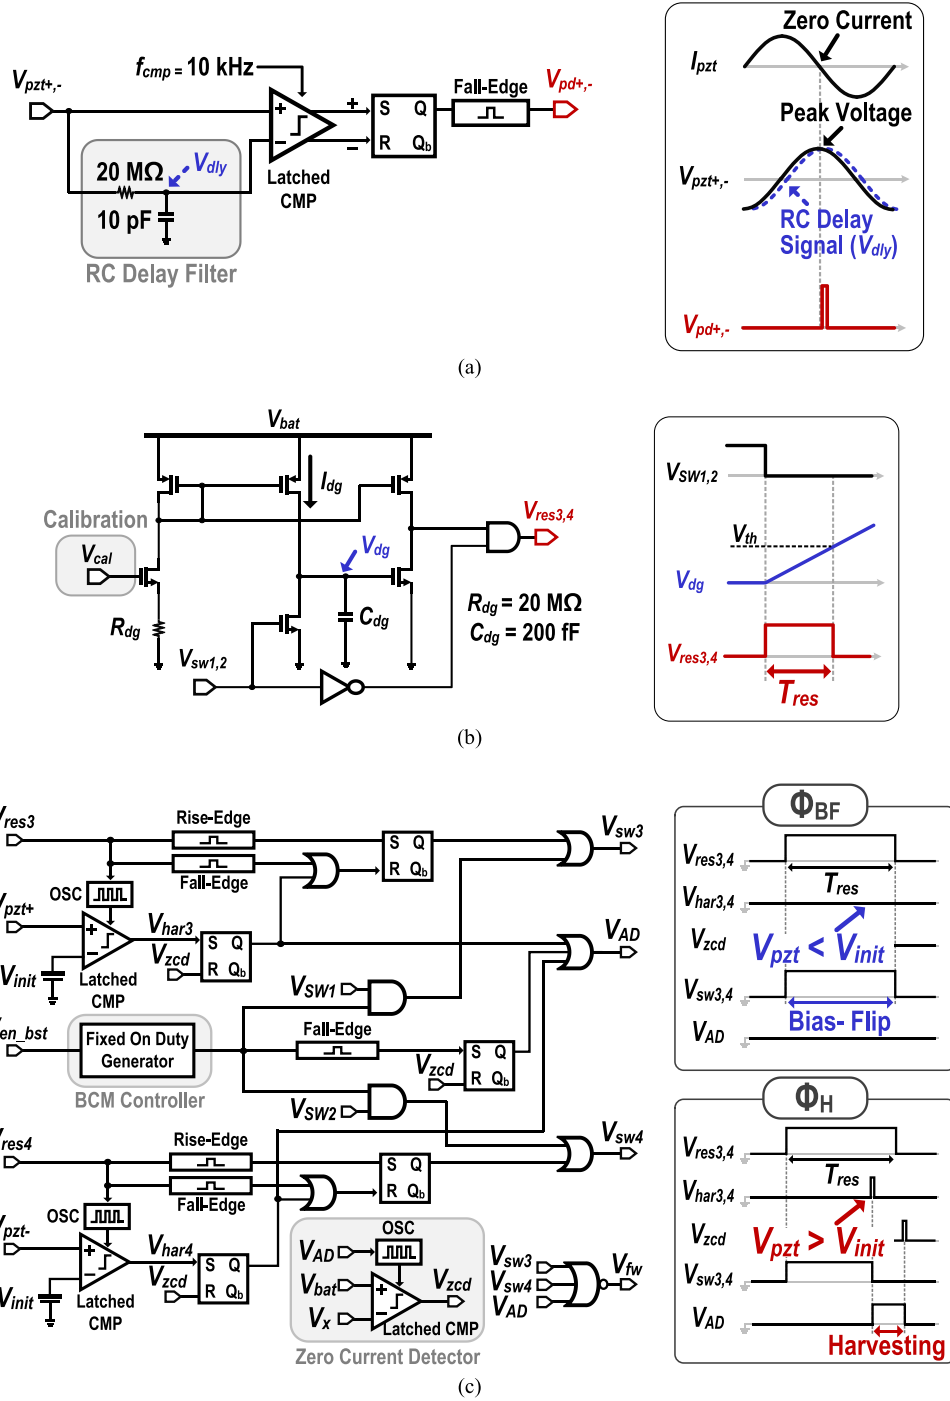 V_pzt+,-
f_cmp = 10 kHz
+
−
Latched
CMP
+
−
S Q
R Q_b
Fall-Edge
V_pd+,-
20 MΩ
V_dly
10 pF
RC Delay Filter
Zero Current
I_pzt
Peak Voltage
V_pzt+,-
RC Delay
Signal (V_dly)
V_pd+,-
(a)
V_bat
I_dg
Calibration
V_cal
V_dg
V_res3,4
R_dg
C_dg
R_dg = 20 MΩ
C_dg = 200 fF
V_sw1,2
V_SW1,2
V_th
V_dg
V_res3,4
T_res
(b)
V_res3
Rise-Edge
Fall-Edge
OSC
S Q
R Q_b
V_sw3
V_pzt+
+
−
V_har3
V_zcd
S Q
R Q_b
V_init
Latched
CMP
V_AD
V_SW1
en_bst
Fixed On Duty
Generator
BCM Controller
Fall-Edge
V_zcd
S Q
R Q_b
V_SW2
res4
Rise-Edge
Fall-Edge
OSC
S Q
R Q_b
V_sw4
V_pzt-
+
−
V_har4
V_zcd
S Q
R Q_b
V_init
Latched
CMP
OSC
V_AD
V_bat
V_x
+
−
V_zcd
Latched CMP
Zero Current Detector
V_sw3
V_sw4
V_AD
V_fw
Φ_BF
V_res3,4
T_res
V_har3,4
V_zcd
V_pzt < V_init
V_sw3,4
Bias- Flip
V_AD
Φ_H
V_res3,4
T_res
V_har3,4
V_zcd
V_pzt > V_init
V_sw3,4
V_AD
Harvesting
(c)